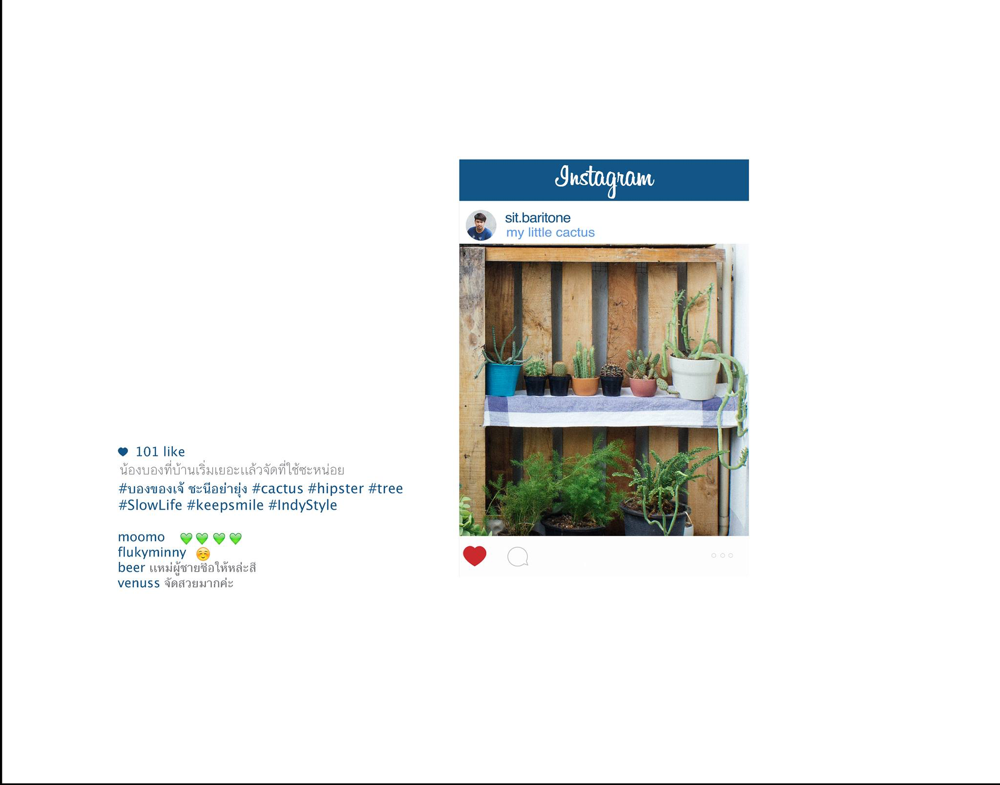 Instagram
sit.baritone
my little cactus
101 like
น้องบองที่บ้านเริ่มเยอะแล้วจัดที่ใช้ซะหน่อย
#บองของเจ้ ชะนีอย่ายุ่ง #cactus #hipster #tree
#SlowLife #keepsmile #IndyStyle
moomo 💚 💚 💚 💚
flukyminny ☺️
beer แหม่ผู้ชายชือให้หล่ะสี
venuss จัดสวยมากค่ะ